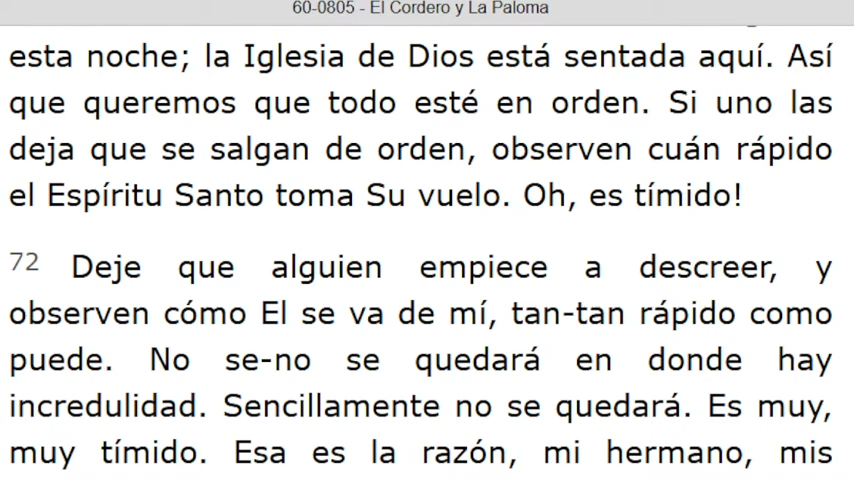 60-0805 - El Cordero y La Paloma
esta noche; la Iglesia de Dios está sentada aquí. Así
que queremos que todo esté en orden. Si uno las
deja que se salgan de orden, observen cuán rápido
el Espíritu Santo toma Su vuelo. Oh, es tímido!
72 Deje que alguien empiece a descreer, y
observen cómo El se va de mí, tan-tan rápido como
puede. No se-no se quedará en donde hay
incredulidad. Sencillamente no se quedará. Es muy,
muy tímido. Esa es la razón, mi hermano, mis